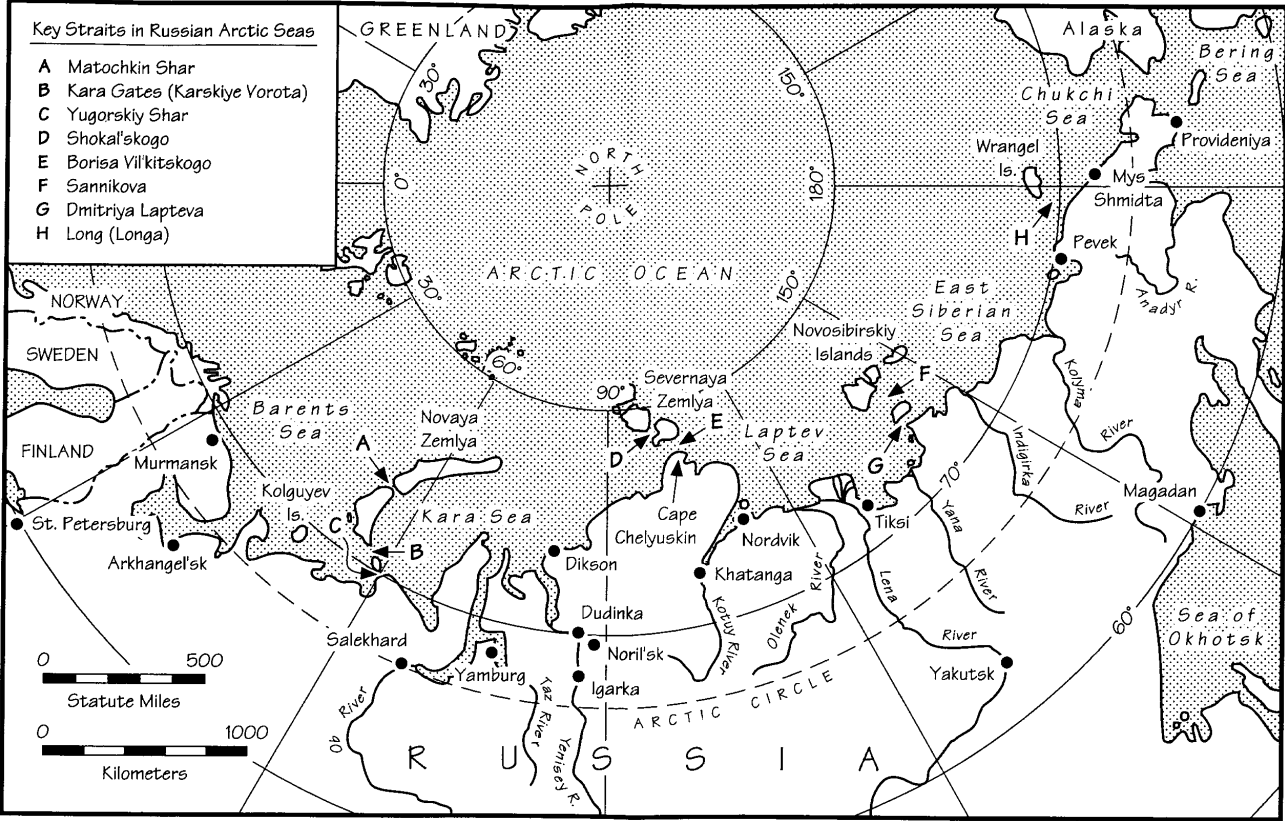 Key Straits in Russian Arctic Seas
A Matochkin Shar
B Kara Gates (Karskiye Vorota)
C Yugorskiy Shar
D Shokal'skogo
E Borisa Vil'kitskogo
F Sannikova
G Dmitriya Lapteva
H Long (Longa)
GREENLAND
30°
0°
30°
60°
90°
150°
180°
150°
NORTH
POLE
ARCTIC OCEAN
Alaska
Bering
Sea
Chukchi
Sea
Provideniya
Wrangel
Is.
Mys
Shmidta
H
Pevek
Anadyr R.
East
Siberian
Sea
Novosibirskiy
Islands
F
G
NORWAY
SWEDEN
FINLAND
Barents
Sea
Murmansk
St. Petersburg
Arkhangel'sk
Kolguyev
Is.
Novaya
Zemlya
A
C
B
Kara Sea
Severnaya
Zemlya
D
E
Laptev
Sea
Cape
Chelyuskin
Nordvik
Khatanga
Dikson
Dudinka
Noril'sk
Igarka
Salekhard
Yamburg
Tiksi
Yakutsk
Magadan
Kolyma
River
Indigirka
River
Yana
River
Lena
River
Olenek
River
Kotuy River
Taz River
Yenisey R.
River
70°
60°
Sea of
Okhotsk
ARCTIC CIRCLE
RUSSIA
0 500
Statute Miles
0 1000
Kilometers